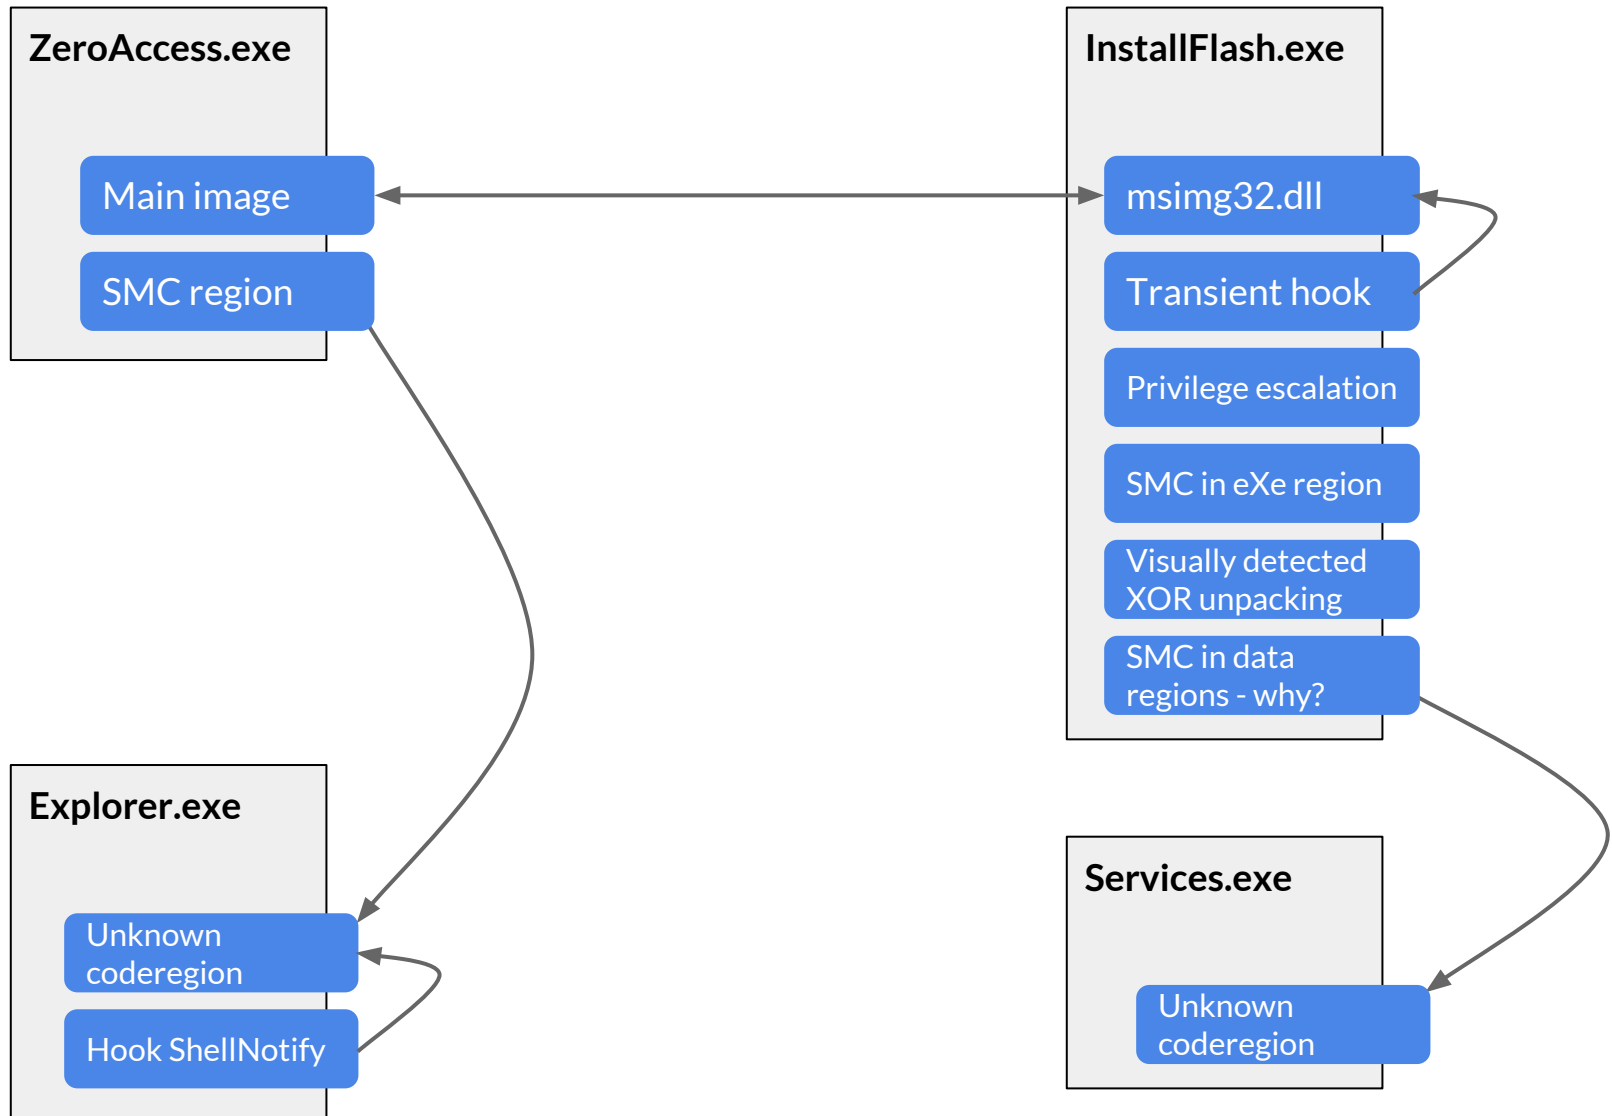 ZeroAccess.exe
Main image
SMC region
InstallFlash.exe
msimg32.dll
Transient hook
Privilege escalation
SMC in eXe region
Visually detected
XOR unpacking
SMC in data
regions - why?
Explorer.exe
Unknown
coderegion
Hook ShellNotify
Services.exe
Unknown
coderegion